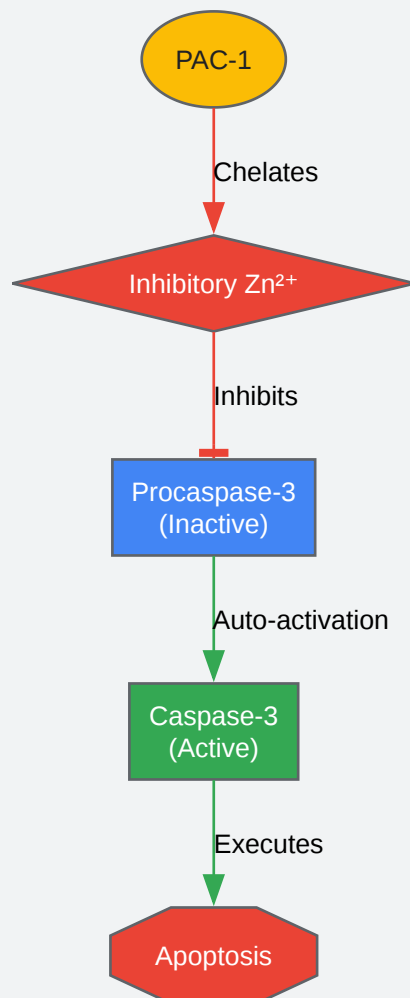 PAC-1
Chelates
Inhibitory Zn²⁺
Inhibits
Procaspase-3
(Inactive)
Auto-activation
Caspase-3
(Active)
Executes
Apoptosis